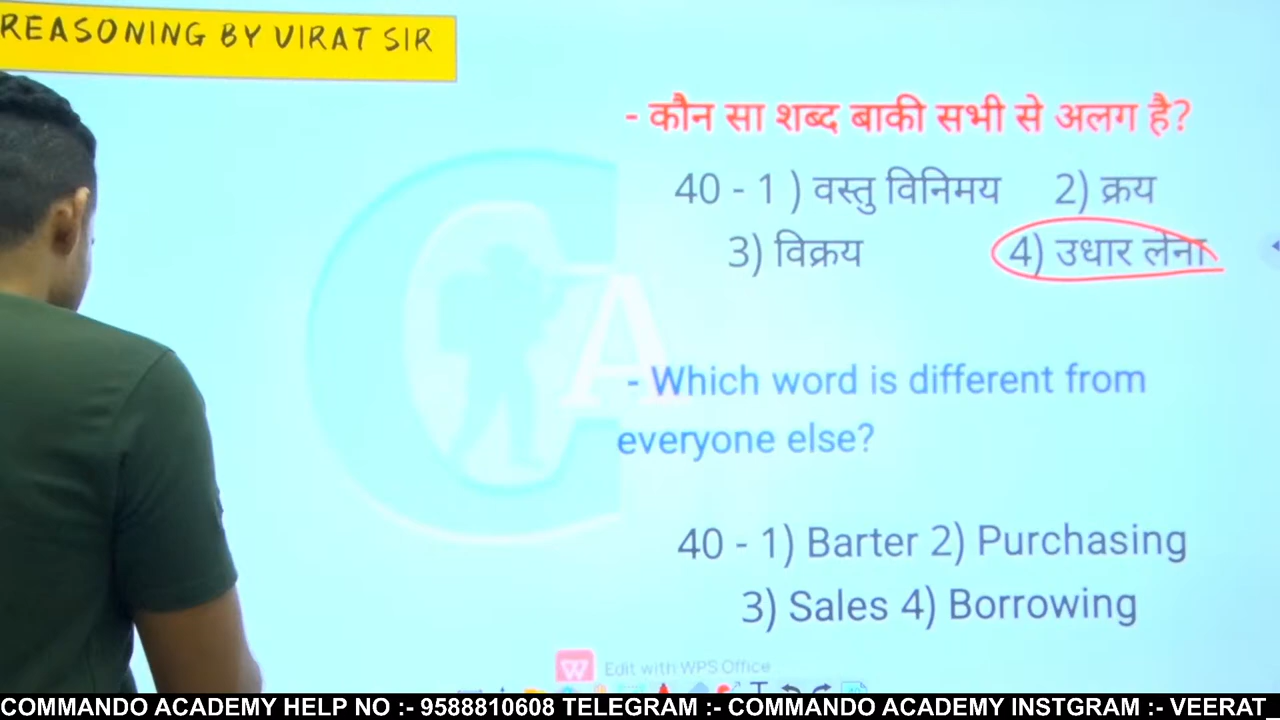 REASONING BY VIRAT SIR
- कौन सा शब्द बाकी सभी से अलग है?
40 - 1 ) वस्तु विनिमय 2) क्रय
3) विक्रय 4) उधार लेना
CA
- Which word is different from
everyone else?
40 - 1) Barter 2) Purchasing
3) Sales 4) Borrowing
Edit with WPS Office
COMMANDO ACADEMY HELP NO :- 9588810608 TELEGRAM :- COMMANDO ACADEMY INSTGRAM :- VEERAT